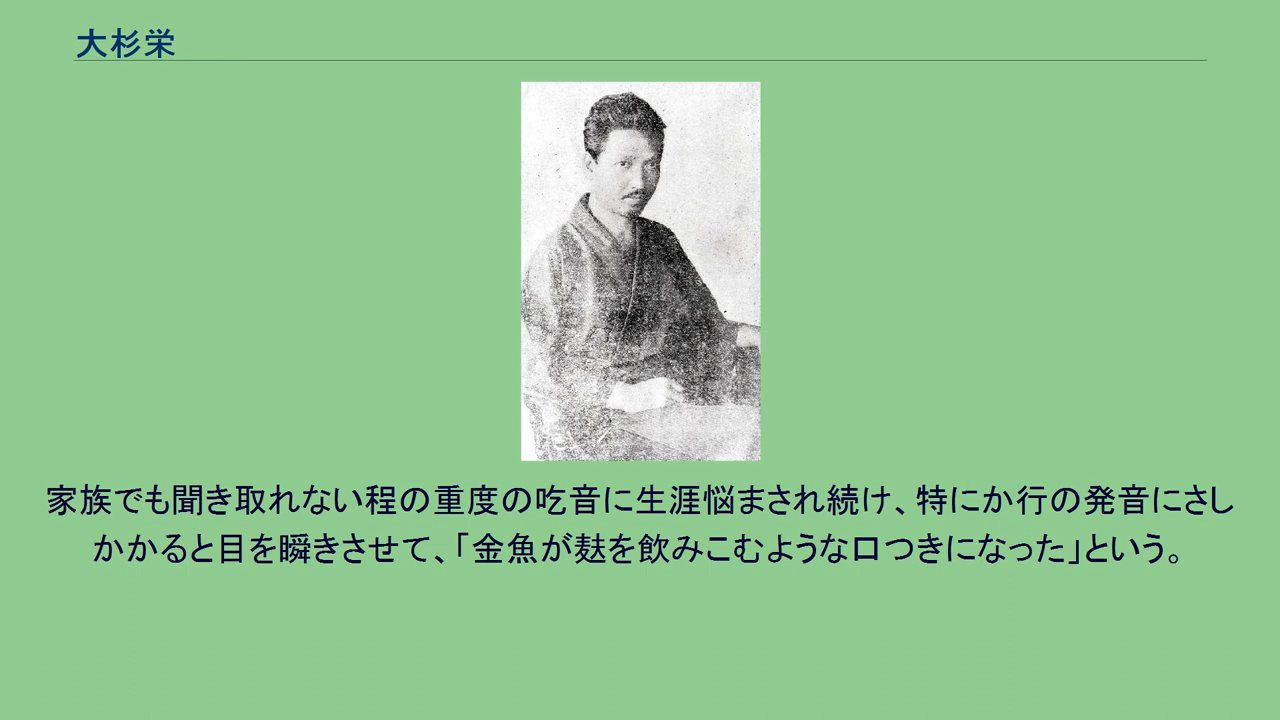 大杉栄
家族でも聞き取れない程の重度の吃音に生涯悩まされ続け、特にか行の発音にさし
かかると目を瞬きさせて、「金魚が麸を飲みこむような口つきになった」という。